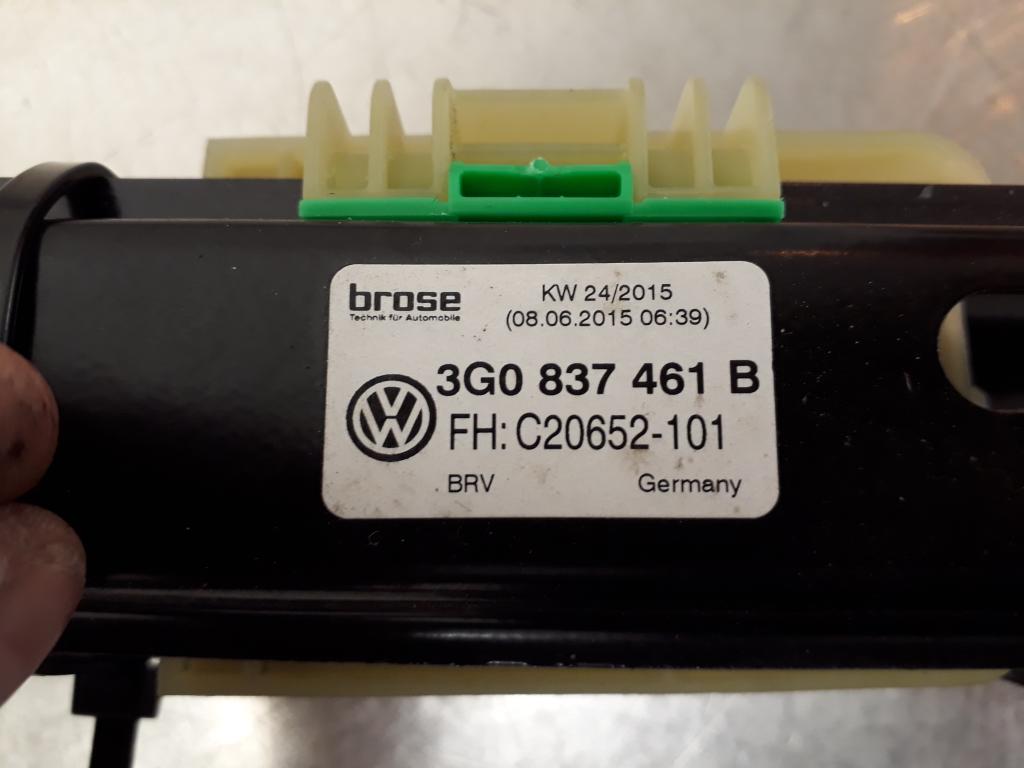 brose
Technik für Automobile
KW 24/2015
(08.06.2015 06:39)
3G0 837 461 B
FH: C20652-101
BRV Germany